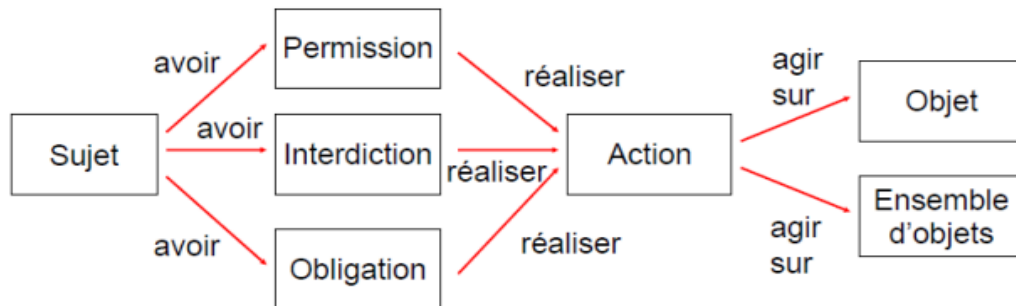 Permission
avoir
réaliser
agir
sur
Objet
Sujet
avoir
Interdiction
réaliser
Action
Ensemble
d'objets
avoir
Obligation
réaliser
agir
sur